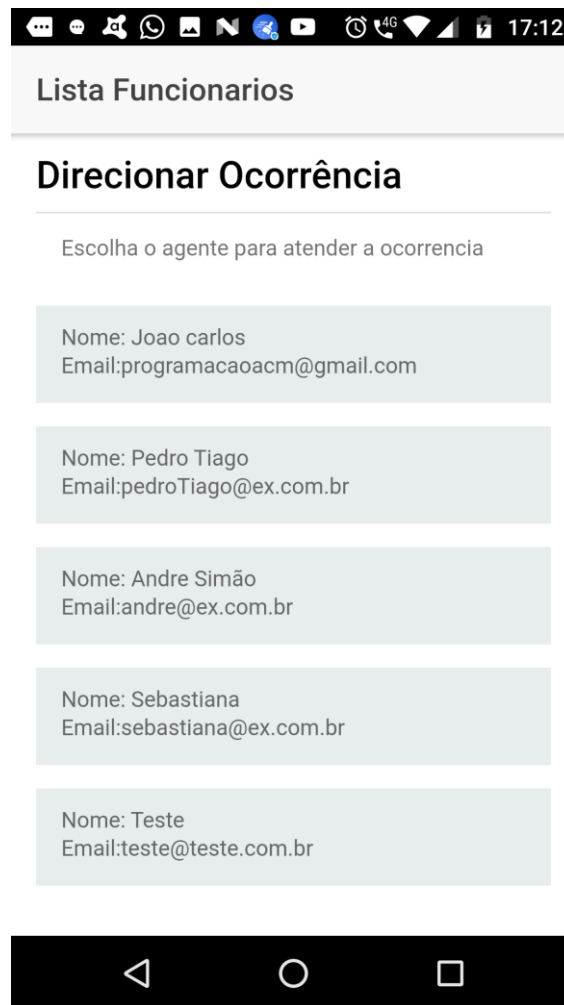 4G 17:12
Lista Funcionarios
Direcionar Ocorrência
Escolha o agente para atender a ocorrencia
Nome: Joao carlos
Email:programacaoacm@gmail.com
Nome: Pedro Tiago
Email:pedroTiago@ex.com.br
Nome: Andre Simão
Email:andre@ex.com.br
Nome: Sebastiana
Email:sebastiana@ex.com.br
Nome: Teste
Email:teste@teste.com.br